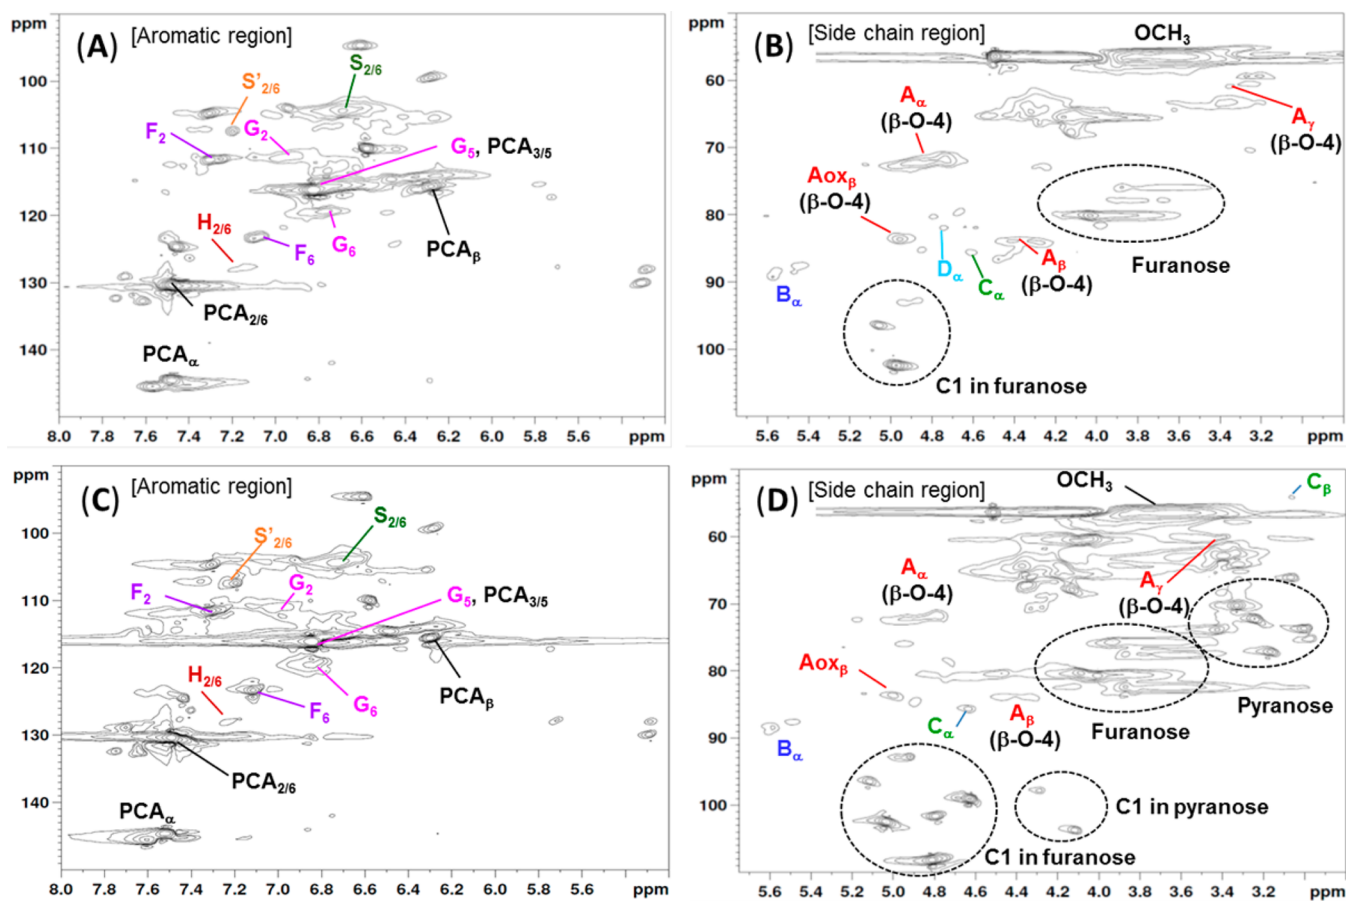 (A) [Aromatic region]
ppm
100
110
120
130
140
S'2/6
S2/6
F2
G2
G5, PCA3/5
H2/6
F6
G6
PCAβ
PCA2/6
PCAα
8.0 7.8 7.6 7.4 7.2 7.0 6.8 6.6 6.4 6.2 6.0 5.8 5.6 ppm
(B) [Side chain region]
ppm
60
70
80
90
100
OCH3
Aα
(β-O-4)
Aγ
(β-O-4)
Aoxβ
(β-O-4)
Furanose
Bα
Dα
Cα
Aβ
(β-O-4)
C1 in furanose
5.6 5.4 5.2 5.0 4.8 4.6 4.4 4.2 4.0 3.8 3.6 3.4 3.2 ppm
(C) [Aromatic region]
ppm
100
110
120
130
140
S'2/6
S2/6
F2
G2
G5, PCA3/5
H2/6
F6
G6
PCAβ
PCA2/6
PCAα
8.0 7.8 7.6 7.4 7.2 7.0 6.8 6.6 6.4 6.2 6.0 5.8 5.6 ppm
(D) [Side chain region]
ppm
60
70
80
90
100
OCH3
Cβ
Aα
(β-O-4)
Aγ
(β-O-4)
Aoxβ
Pyranose
Furanose
Cα
Aβ
(β-O-4)
Bα
C1 in pyranose
C1 in furanose
5.6 5.4 5.2 5.0 4.8 4.6 4.4 4.2 4.0 3.8 3.6 3.4 3.2 ppm